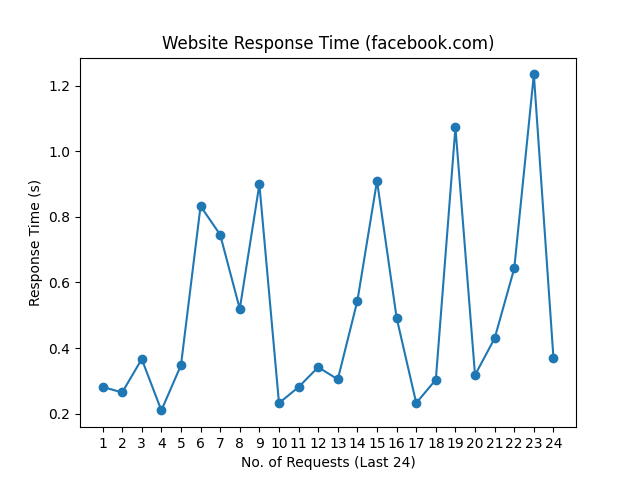 Website Response Time (facebook.com)
Response Time (s)
1.2
1.0
0.8
0.6
0.4
0.2
1 2 3 4 5 6 7 8 9 10 11 12 13 14 15 16 17 18 19 20 21 22 23 24
No. of Requests (Last 24)